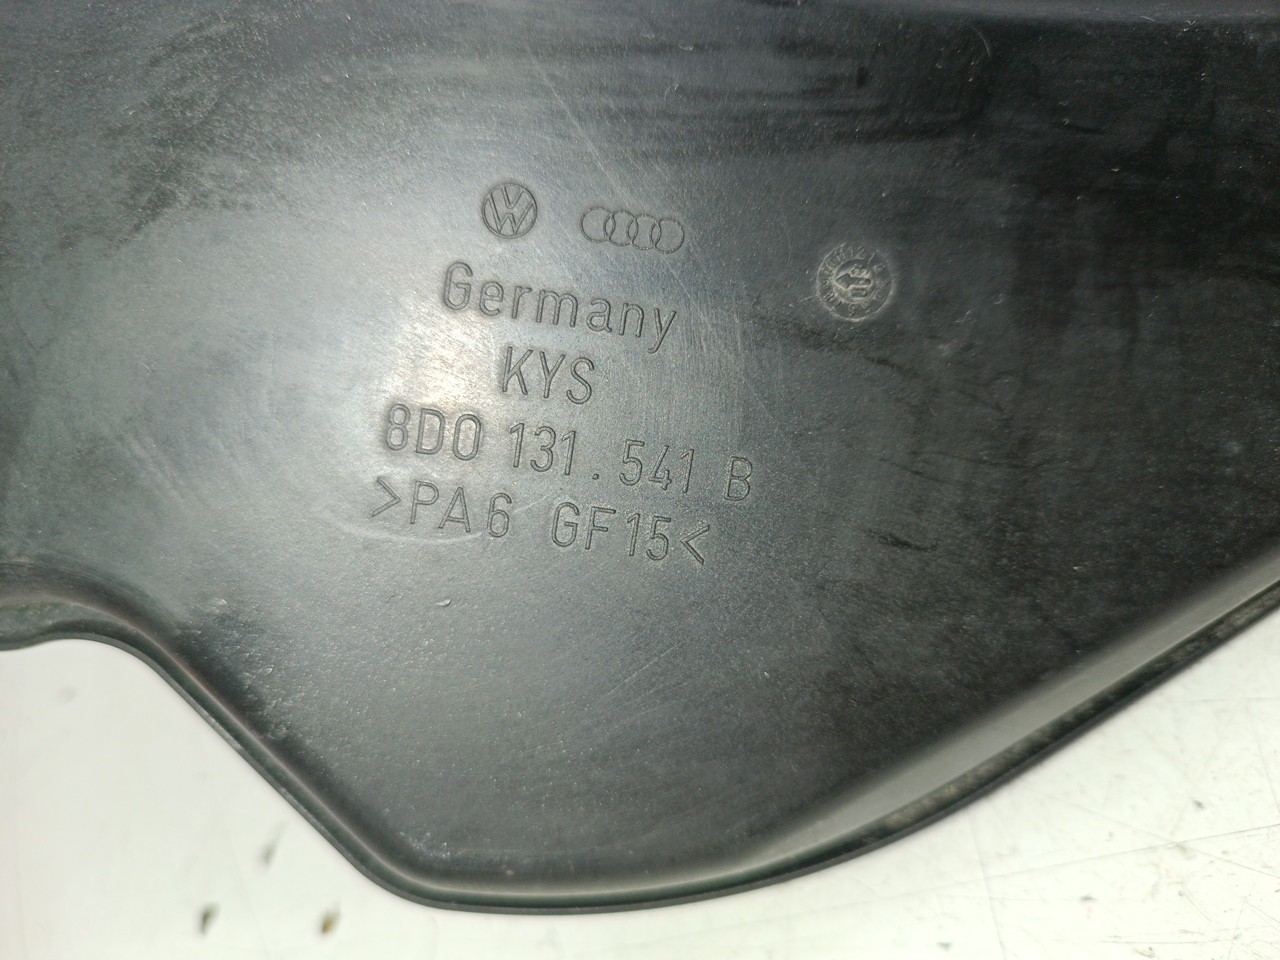 Germany
KYS
8D0 131.541 B
>PA6 GF15<